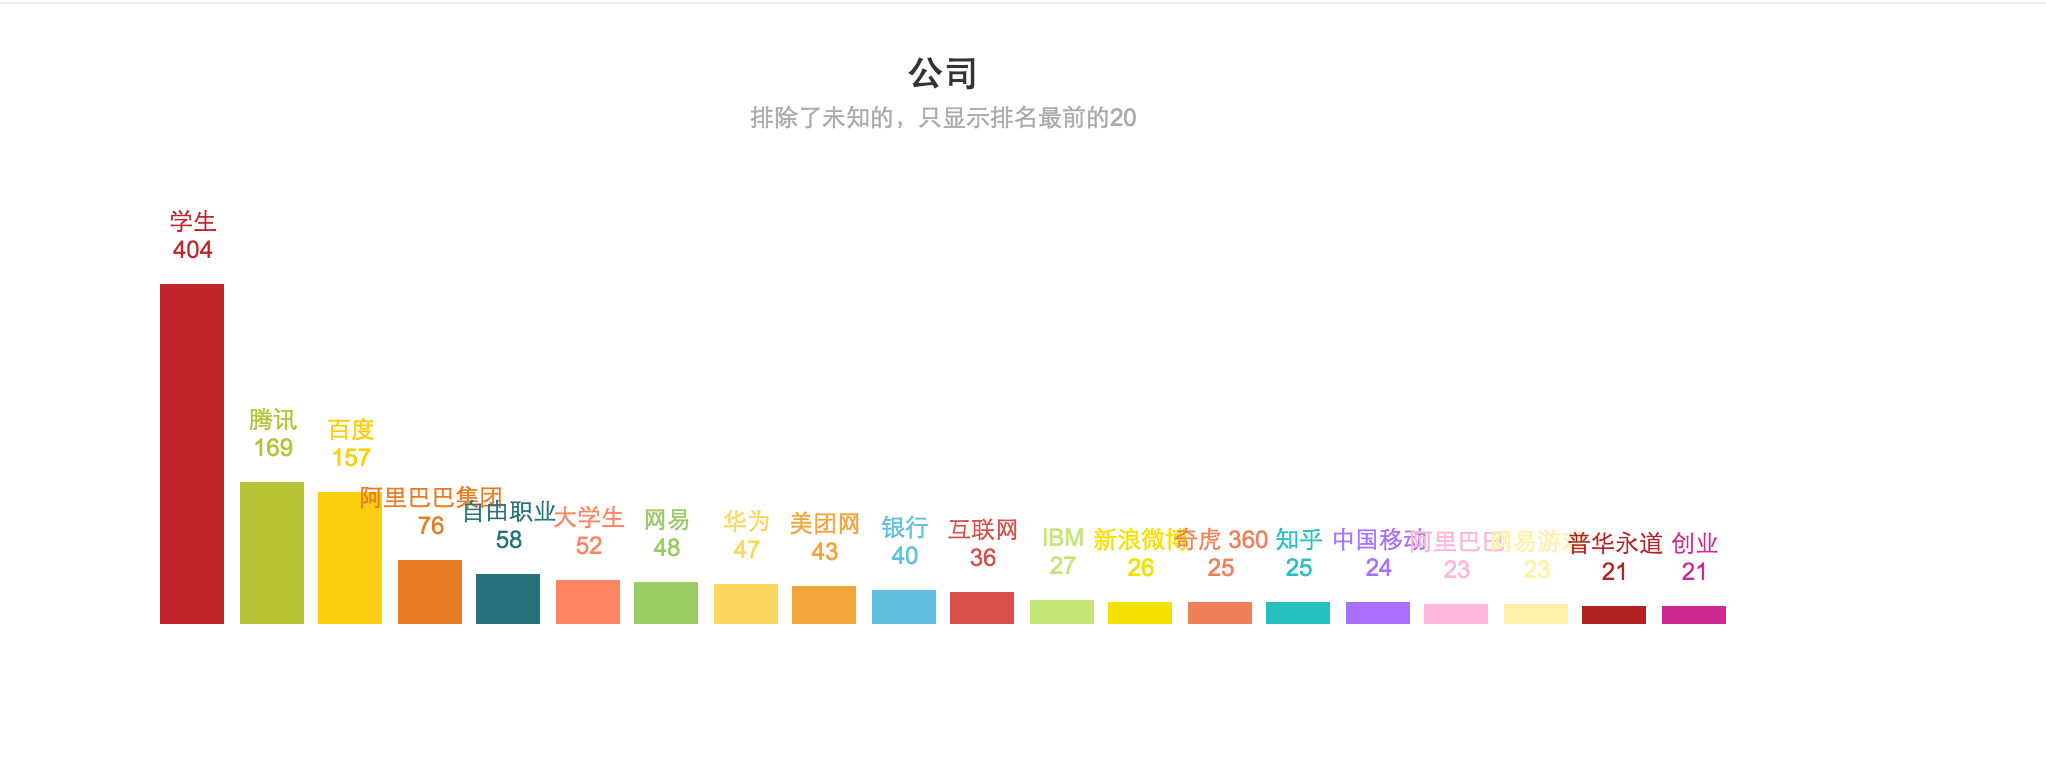 公司
排除了未知的，只显示排名最前的20
学生
404
腾讯
169
百度
157
阿里巴巴集团
76
自由职业
58
大学生
52
网易
48
华为
47
美团网
43
银行
40
互联网
36
IBM
27
新浪微博
26
奇虎 360
25
知乎
25
中国移动
24
阿里巴巴
23
网易游戏
23
普华永道
21
创业
21